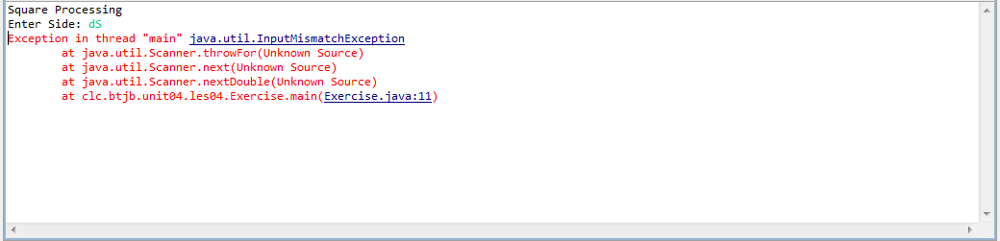 Square Processing
Enter Side: dS
Exception in thread "main" java.util.InputMismatchException
at java.util.Scanner.throwFor(Unknown Source)
at java.util.Scanner.next(Unknown Source)
at java.util.Scanner.nextDouble(Unknown Source)
at clc.btjb.unit04.les04.Exercise.main(Exercise.java:11)